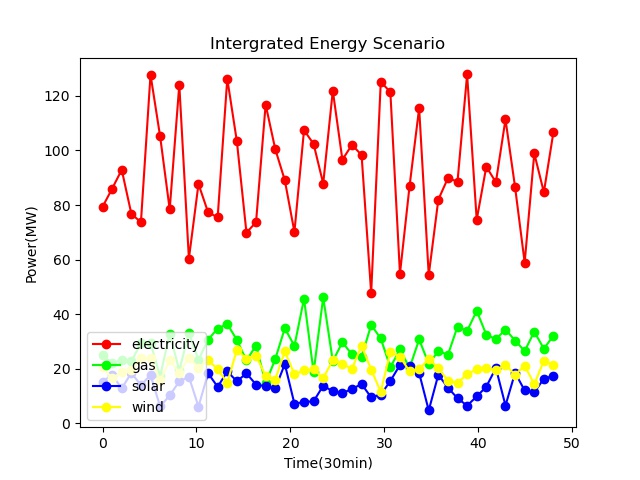 Intergrated Energy Scenario
Power(MW)
120
100
80
60
40
20
0
electricity
gas
solar
wind
0 10 20 30 40 50
Time(30min)